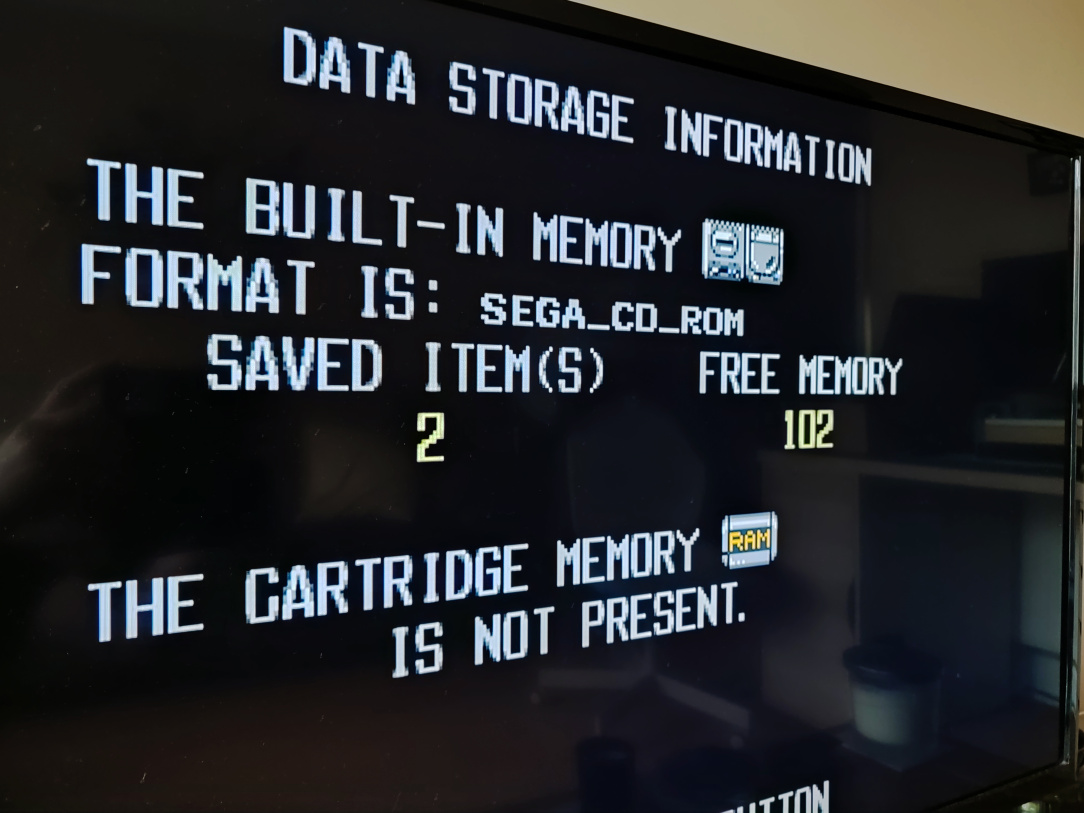 DATA STORAGE INFORMATION
THE BUILT-IN MEMORY
FORMAT IS: SEGA_CD_ROM
SAVED ITEM(S) FREE MEMORY
2 102
THE CARTRIDGE MEMORY RAM
IS NOT PRESENT.